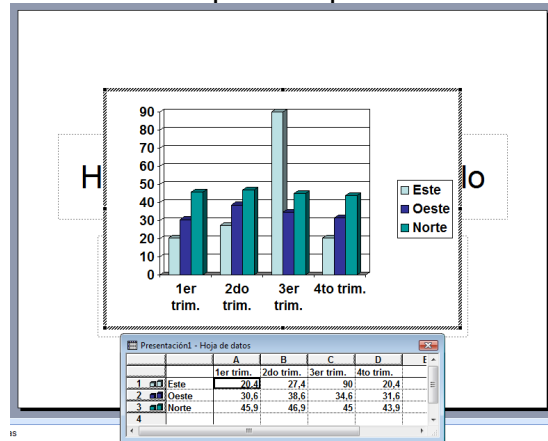 H lo
90
80
70
60
50
40
30
20
10
0
1er trim.
2do trim.
3er trim.
4to trim.
Este
Oeste
Norte
Presentación1 - Hoja de datos
A B C D E
1er trim. 2do trim. 3er trim. 4to trim.
1 Este 20,4 27,4 90 20,4
2 Oeste 30,6 38,6 34,6 31,6
3 Norte 45,9 46,9 45 43,9
4
as